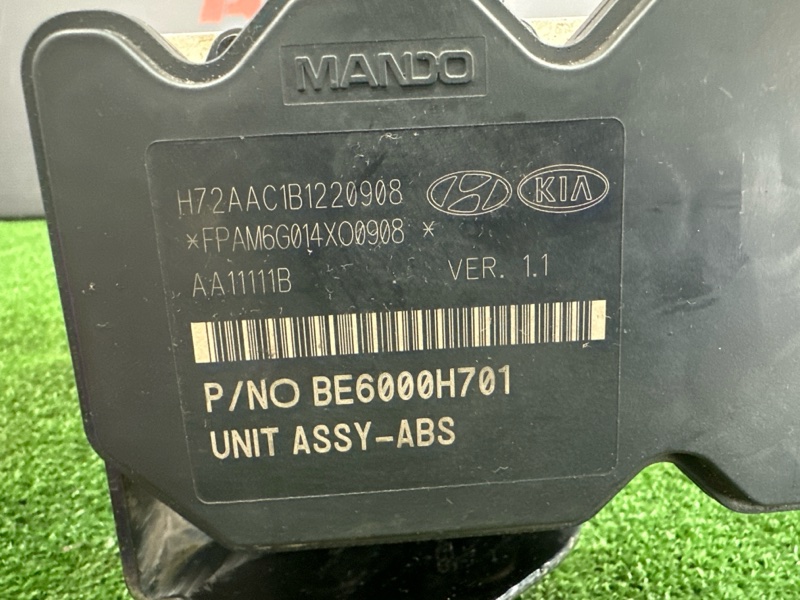 MANDO
H72AAC1B1220908
KIA
*FPAM6G014X00908 *
AA11111B VER. 1.1
P/NO BE6000H701
UNIT ASSY-ABS